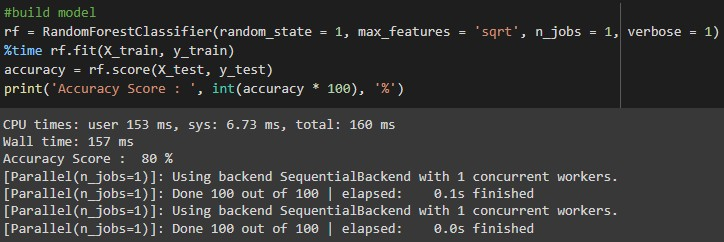 #build model
rf = RandomForestClassifier(random_state = 1, max_features = 'sqrt', n_jobs = 1, verbose = 1)
%time rf.fit(X_train, y_train)
accuracy = rf.score(X_test, y_test)
print('Accuracy Score : ', int(accuracy * 100), '%')
CPU times: user 153 ms, sys: 6.73 ms, total: 160 ms
Wall time: 157 ms
Accuracy Score :  80 %
[Parallel(n_jobs=1)]: Using backend SequentialBackend with 1 concurrent workers.
[Parallel(n_jobs=1)]: Done 100 out of 100 | elapsed:    0.1s finished
[Parallel(n_jobs=1)]: Using backend SequentialBackend with 1 concurrent workers.
[Parallel(n_jobs=1)]: Done 100 out of 100 | elapsed:    0.0s finished